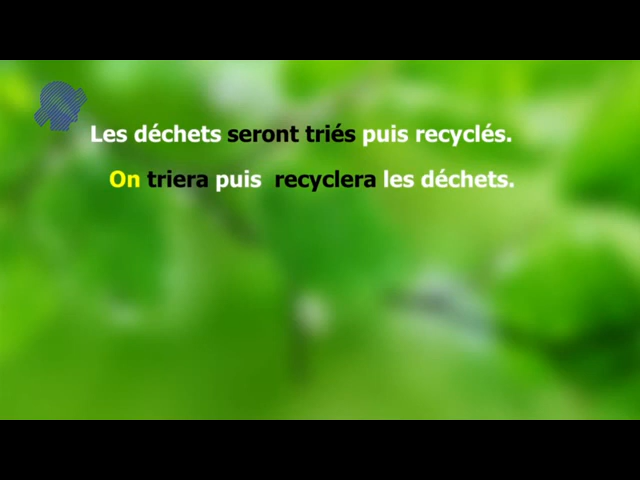 Les déchets seront triés puis recyclés.
On triera puis recyclera les déchets.